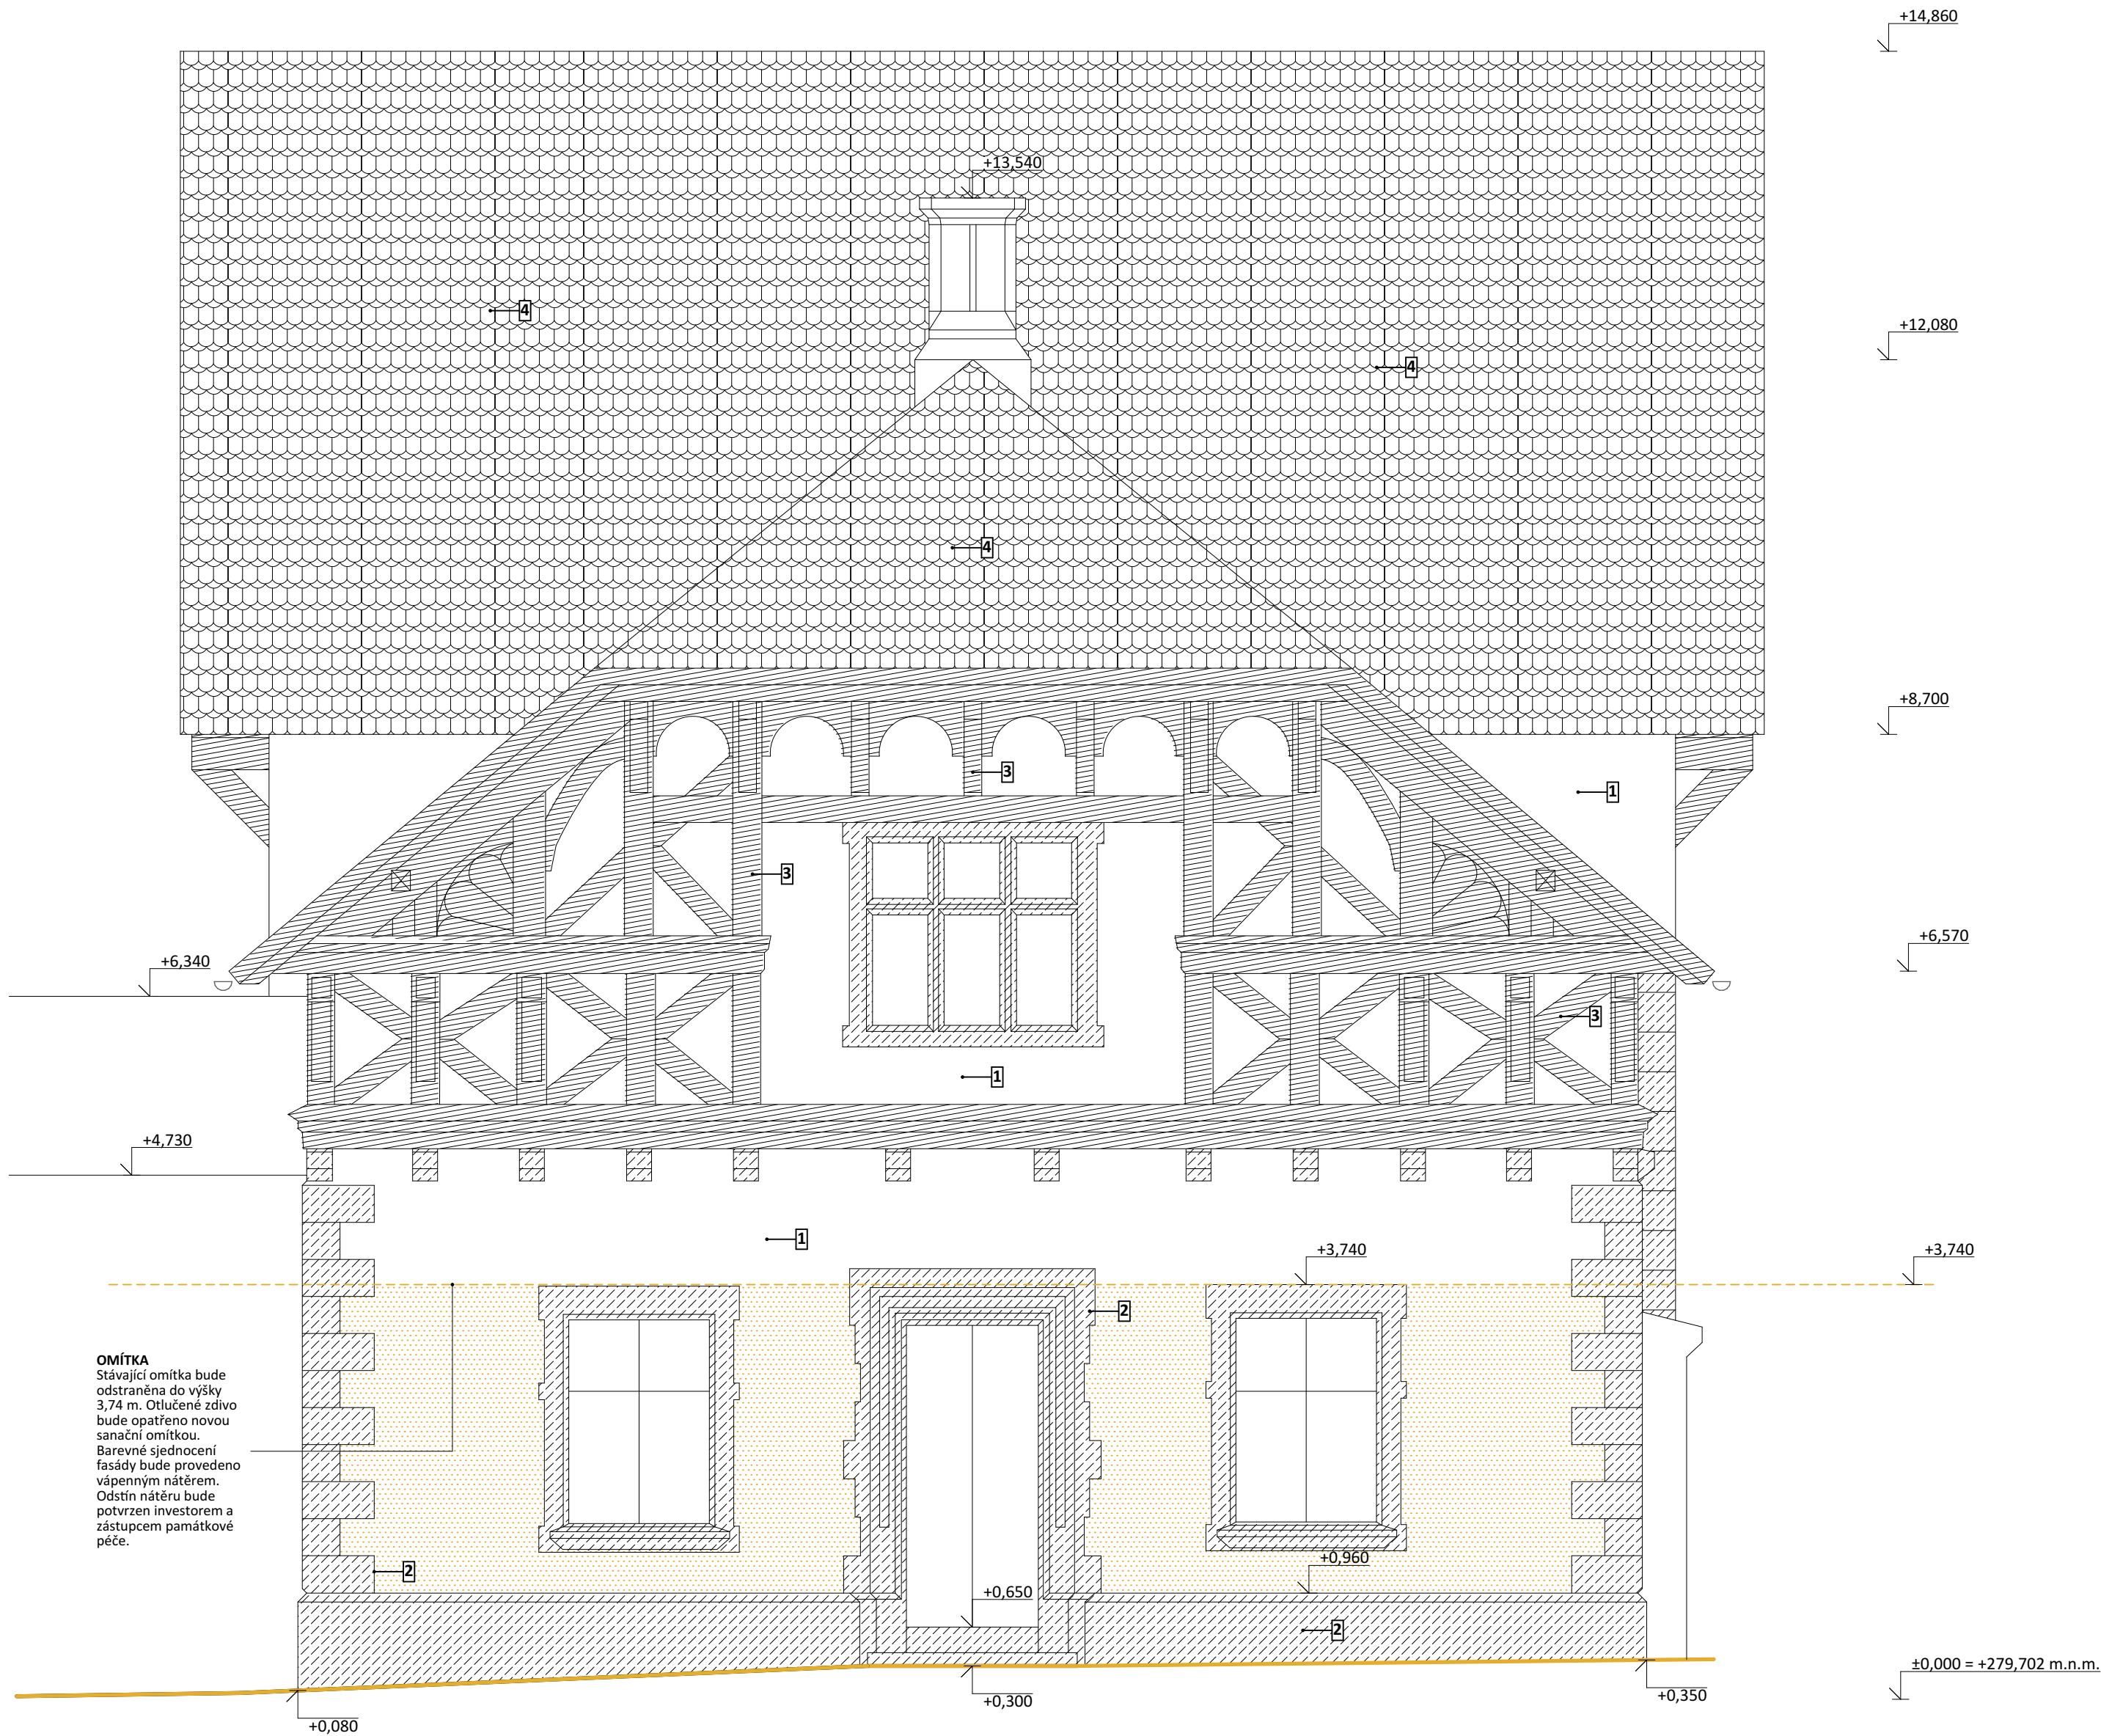 +14,860
+13,540
4
+12,080
4
4
+8,700
3
1
3
+6,570
+6,340
3
1
+4,730
1
+3,740
+3,740
2
OMÍTKA
Stávající omítka bude
odstraněna do výšky
3,74 m. Otlučené zdivo
bude opatřeno novou
sanační omítkou.
Barevné sjednocení
fasády bude provedeno
vápenným nátěrem.
Odstín nátěru bude
potvrzen investorem a
zástupcem památkové
péče.
+0,960
2
+0,650
2
±0,000 = +279,702 m.n.m.
+0,350
+0,300
+0,080